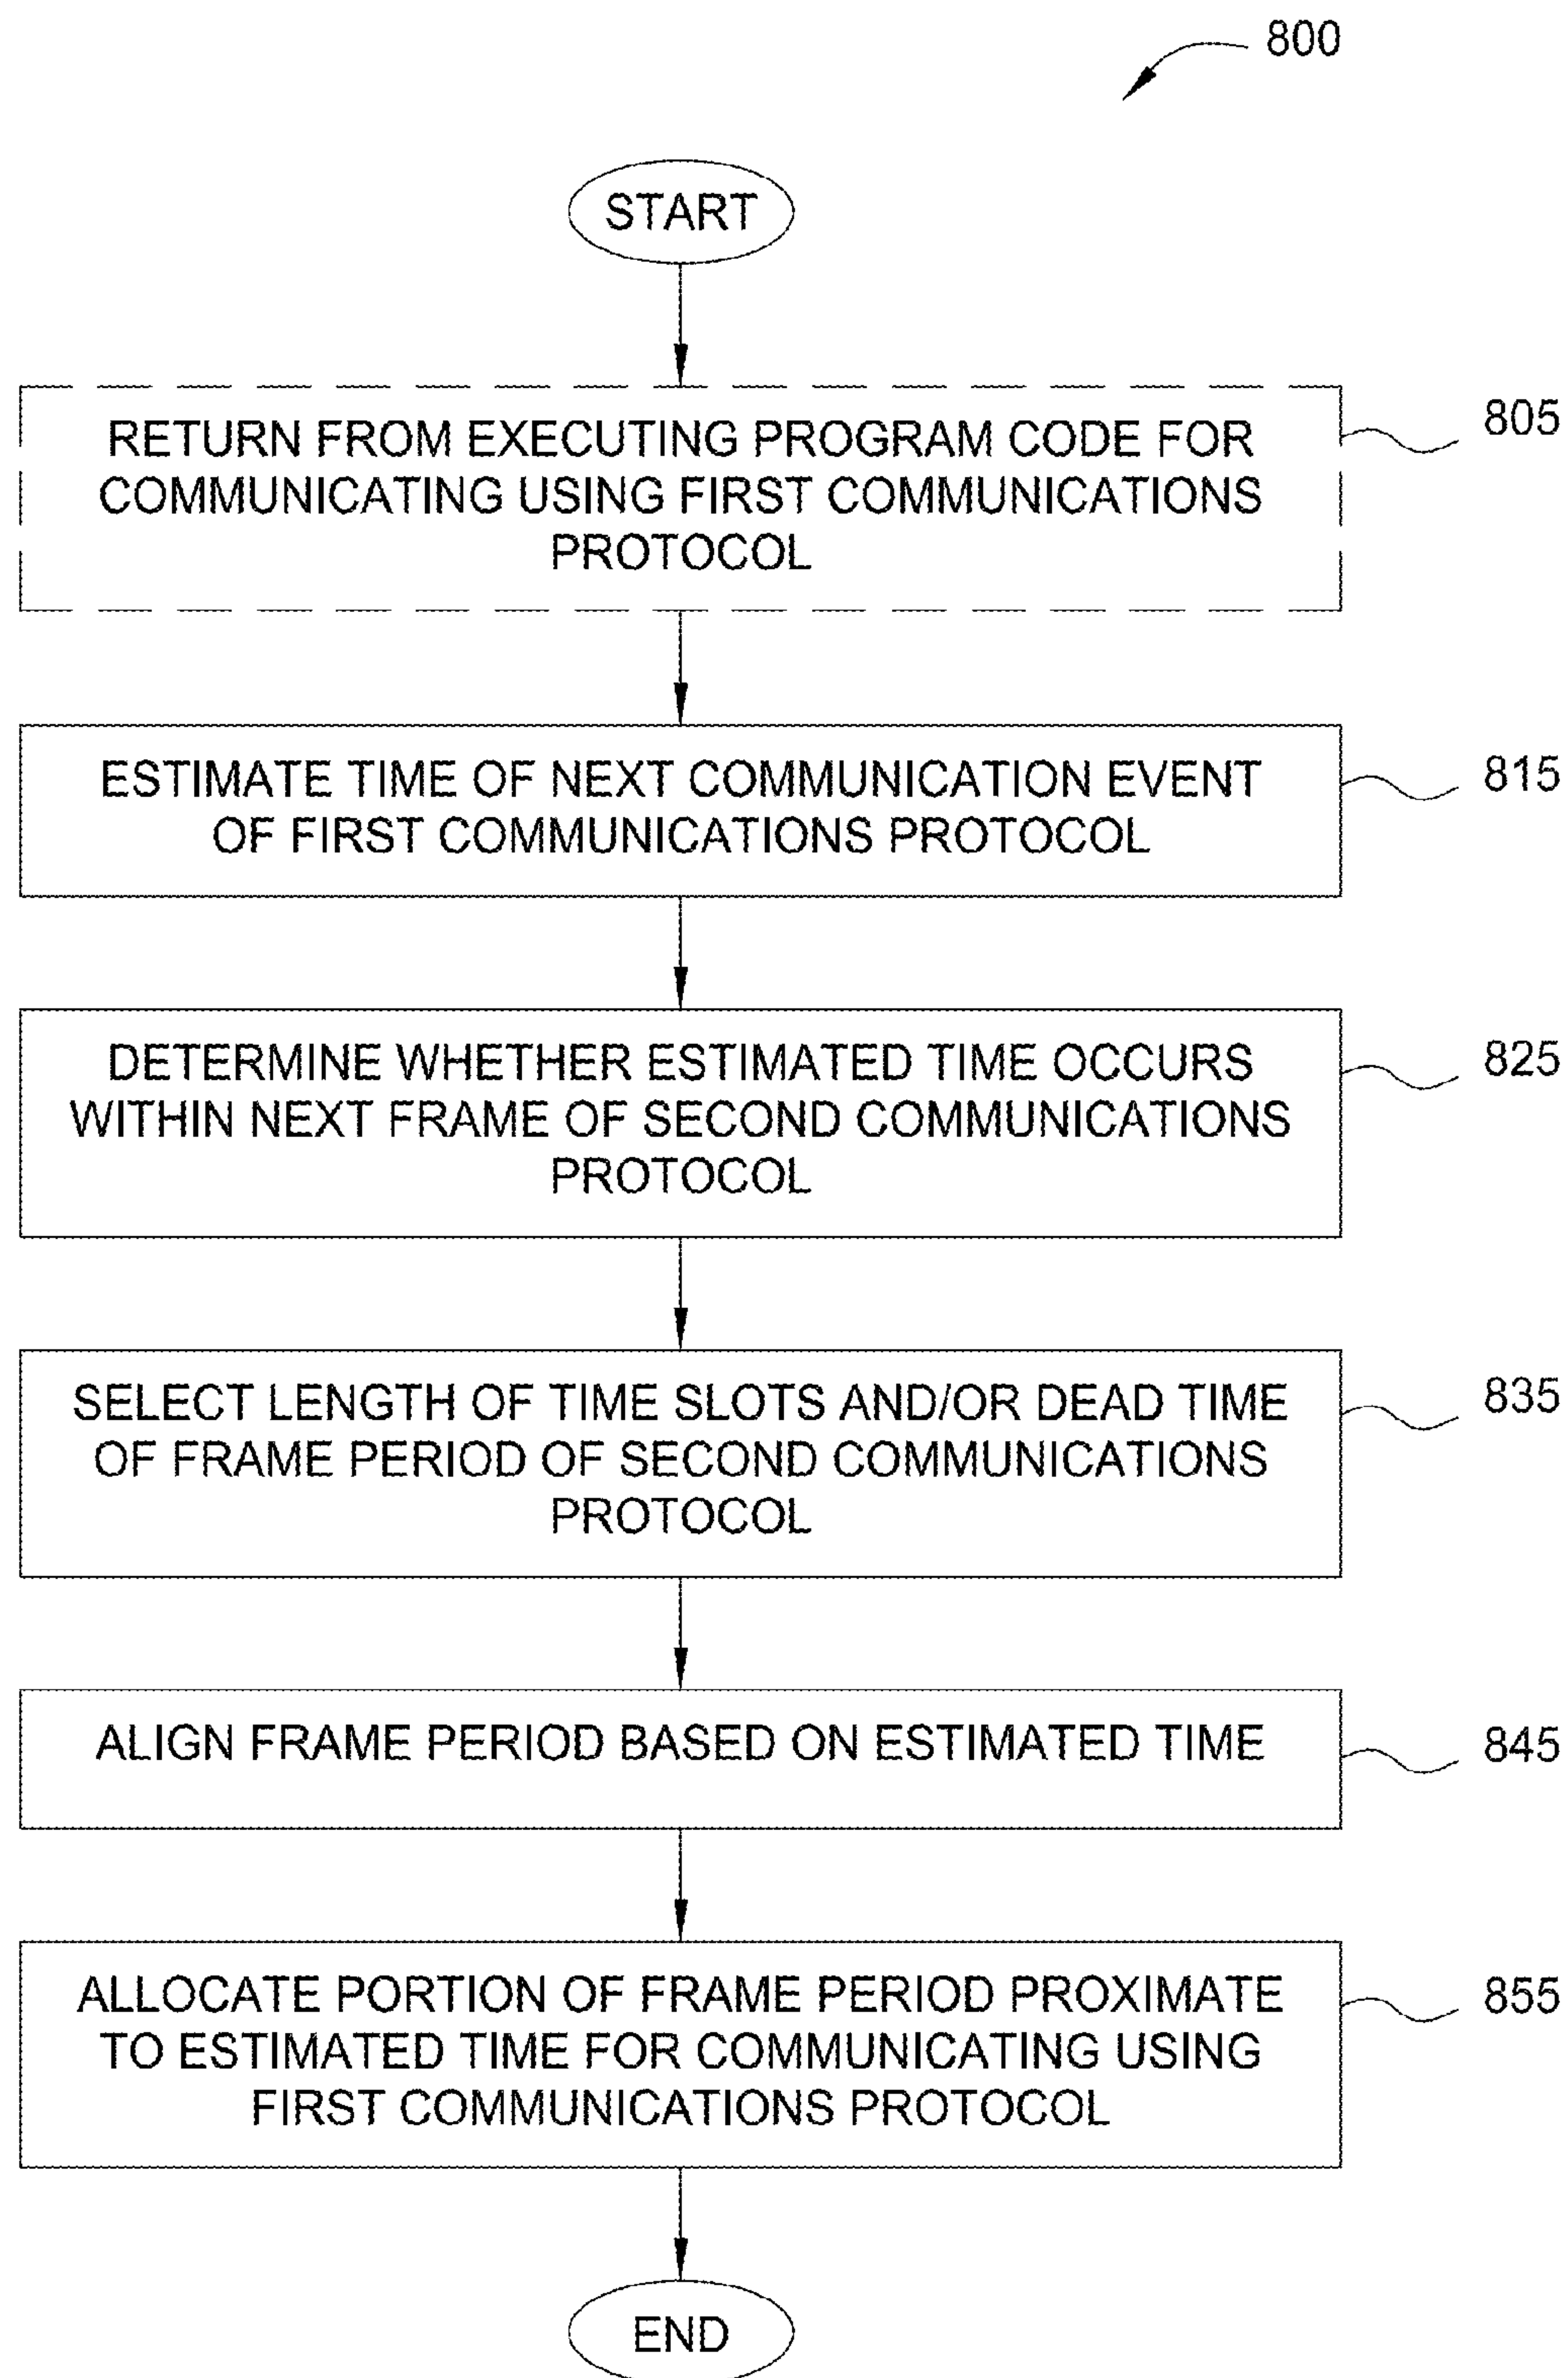 800
START
RETURN FROM EXECUTING PROGRAM CODE FOR
COMMUNICATING USING FIRST COMMUNICATIONS
PROTOCOL
805
ESTIMATE TIME OF NEXT COMMUNICATION EVENT
OF FIRST COMMUNICATIONS PROTOCOL
815
DETERMINE WHETHER ESTIMATED TIME OCCURS
WITHIN NEXT FRAME OF SECOND COMMUNICATIONS
PROTOCOL
825
SELECT LENGTH OF TIME SLOTS AND/OR DEAD TIME
OF FRAME PERIOD OF SECOND COMMUNICATIONS
PROTOCOL
835
ALIGN FRAME PERIOD BASED ON ESTIMATED TIME
845
ALLOCATE PORTION OF FRAME PERIOD PROXIMATE
TO ESTIMATED TIME FOR COMMUNICATING USING
FIRST COMMUNICATIONS PROTOCOL
855
END